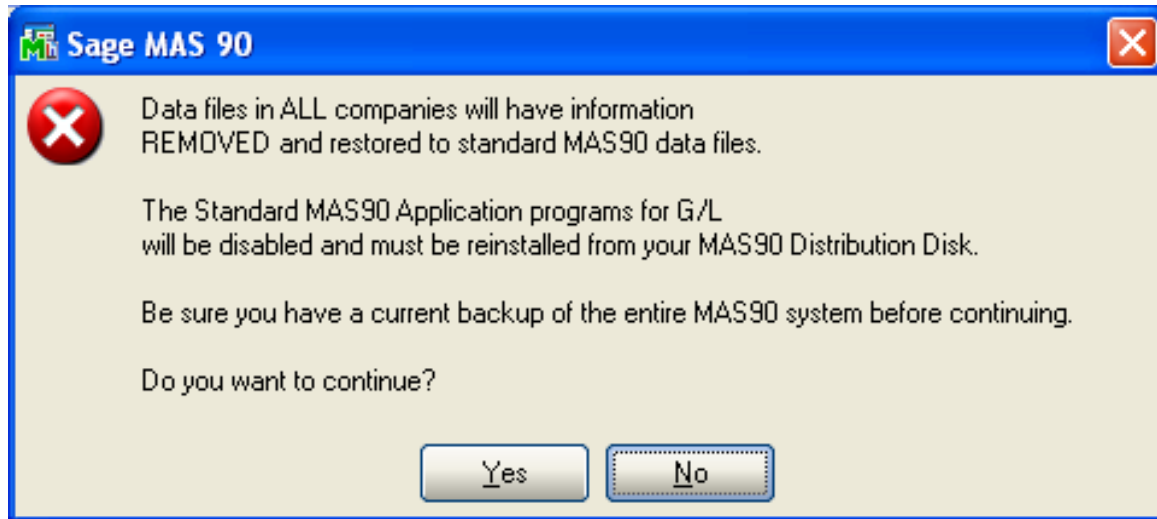 Sage MAS 90
Data files in ALL companies will have information
REMOVED and restored to standard MAS90 data files.
The Standard MAS90 Application programs for G/L
will be disabled and must be reinstalled from your MAS90 Distribution Disk.
Be sure you have a current backup of the entire MAS90 system before continuing.
Do you want to continue?
Yes
No